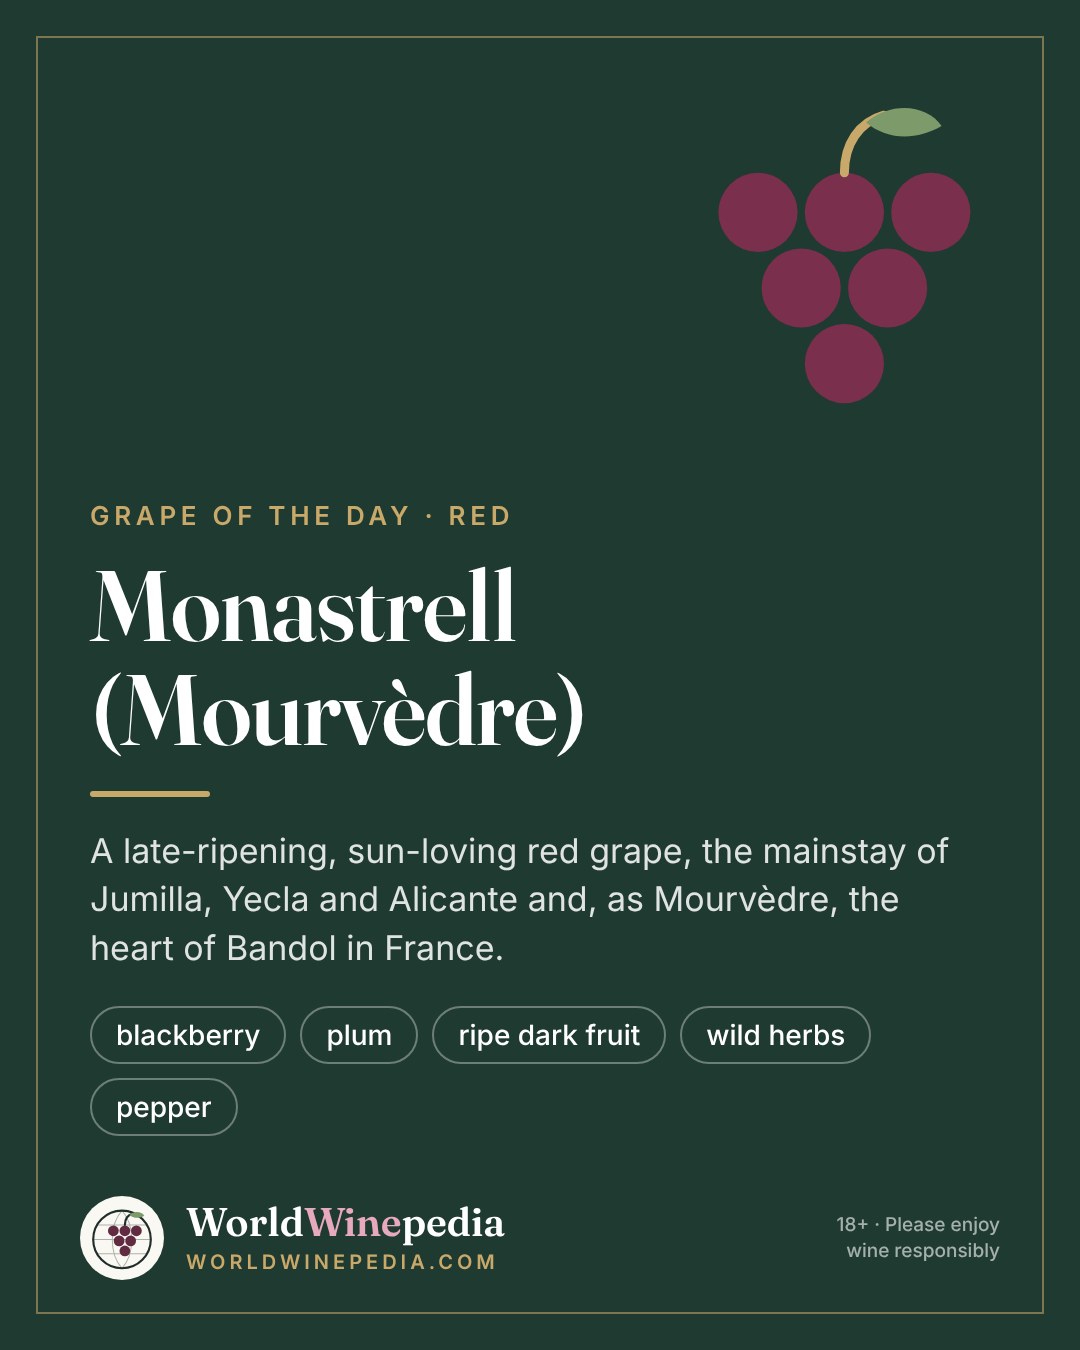 GRAPE OF THE DAY · RED
Monastrell
(Mourvèdre)
A late-ripening, sun-loving red grape, the mainstay of
Jumilla, Yecla and Alicante and, as Mourvèdre, the
heart of Bandol in France.
blackberry plum ripe dark fruit wild herbs
pepper
WorldWinepedia
WORLDWINEPEDIA.COM
18+ · Please enjoy
wine responsibly